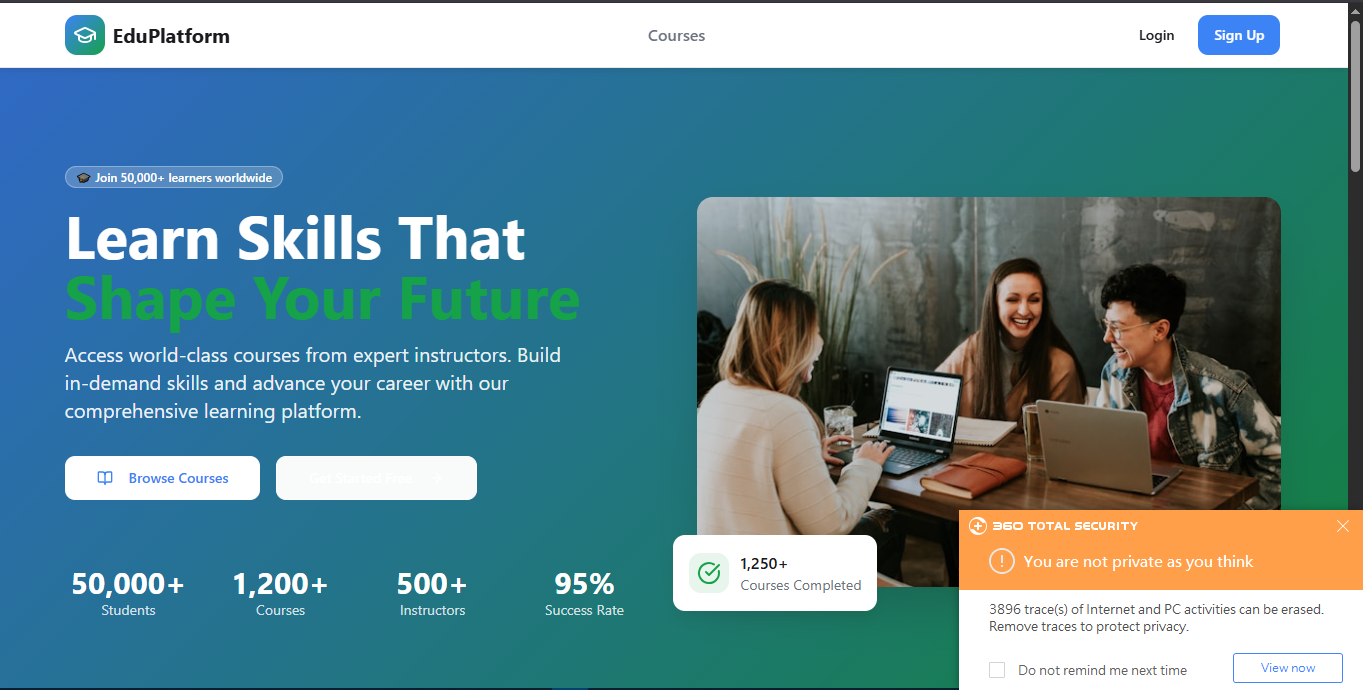 EduPlatform
Courses
Login
Sign Up
🎓 Join 50,000+ learners worldwide
Learn Skills That
Shape Your Future
Access world-class courses from expert instructors. Build
in-demand skills and advance your career with our
comprehensive learning platform.
Browse Courses
Get Started Free →
50,000+
Students
1,200+
Courses
500+
Instructors
95%
Success Rate
1,250+
Courses Completed
360 TOTAL SECURITY
You are not private as you think
3896 trace(s) of Internet and PC activities can be erased.
Remove traces to protect privacy.
Do not remind me next time
View now